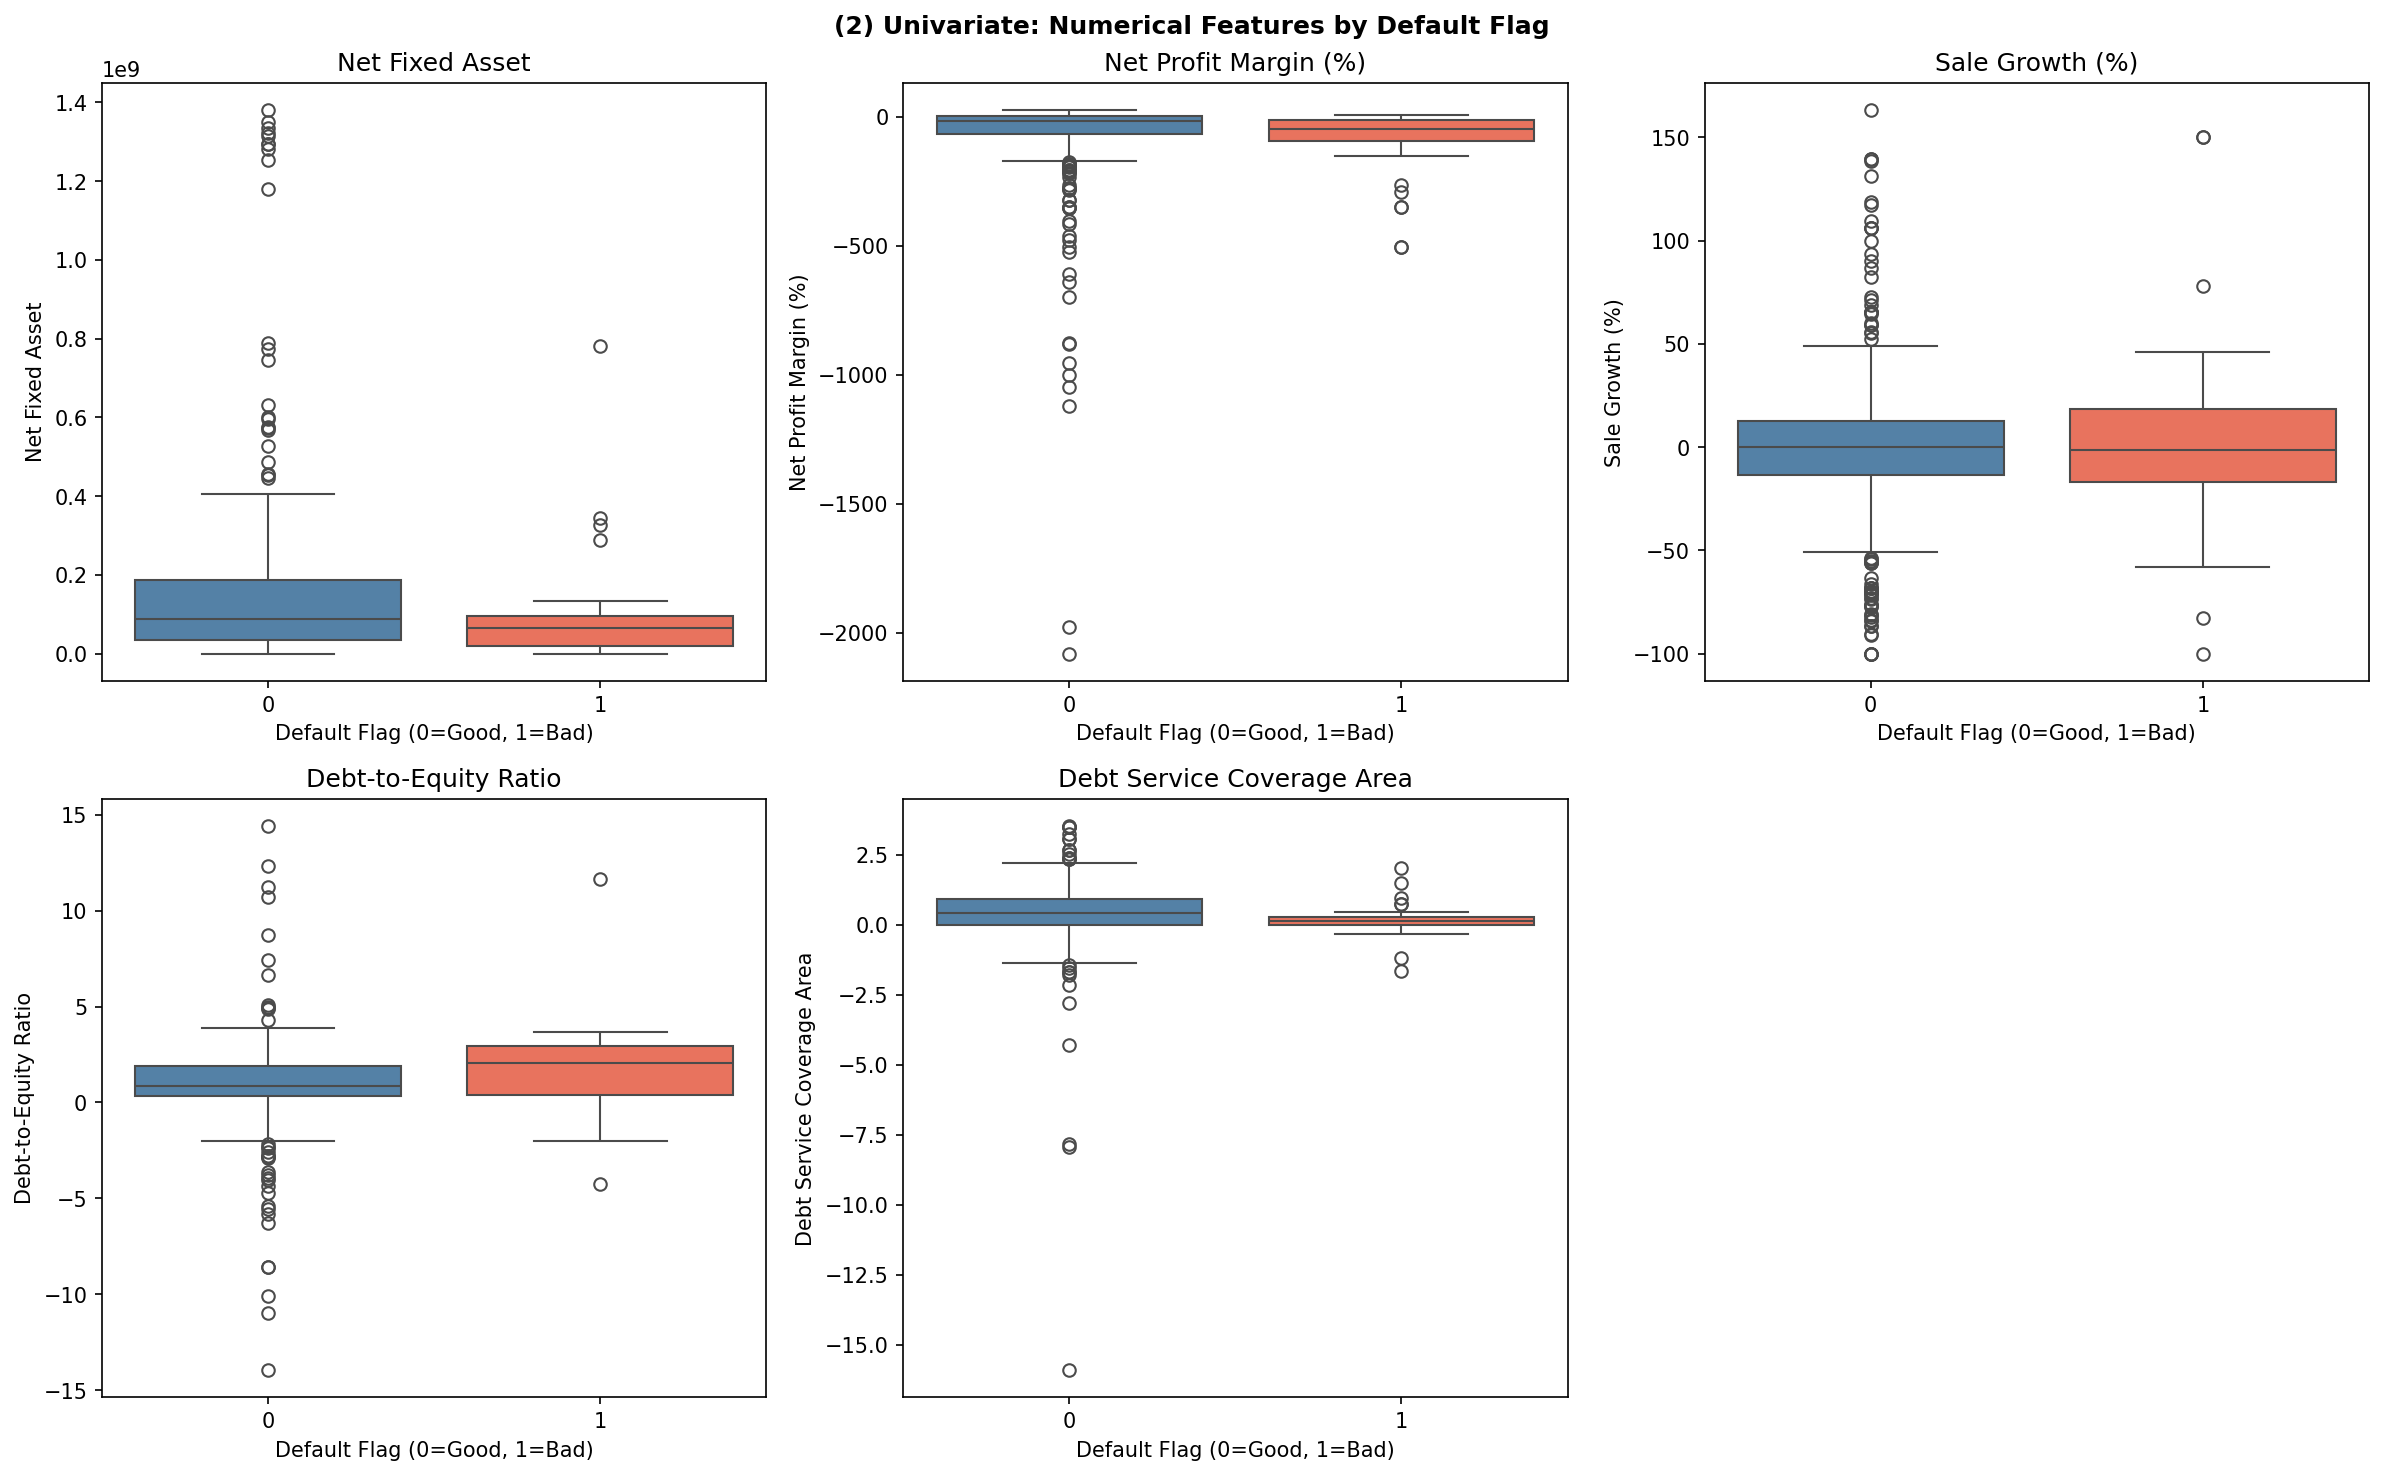 (2) Univariate: Numerical Features by Default Flag
Net Fixed Asset
1e9
1.4
1.2
1.0
0.8
0.6
0.4
0.2
0.0
Net Fixed Asset
0
1
Default Flag (0=Good, 1=Bad)
Net Profit Margin (%)
0
−500
−1000
−1500
−2000
Net Profit Margin (%)
0
1
Default Flag (0=Good, 1=Bad)
Sale Growth (%)
150
100
50
0
−50
−100
Sale Growth (%)
0
1
Default Flag (0=Good, 1=Bad)
Debt-to-Equity Ratio
15
10
5
0
−5
−10
−15
Debt-to-Equity Ratio
0
1
Default Flag (0=Good, 1=Bad)
Debt Service Coverage Area
2.5
0.0
−2.5
−5.0
−7.5
−10.0
−12.5
−15.0
Debt Service Coverage Area
0
1
Default Flag (0=Good, 1=Bad)